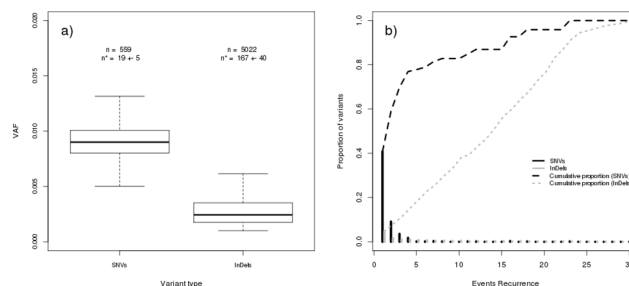 a)
n = 559
n* = 19 +- 5
n = 5022
n* = 167 +- 40
VAF
0.020
0.015
0.010
0.005
0.000
SNVs
InDels
Variant type
b)
Proportion of variants
1.0
0.8
0.6
0.4
0.2
0.0
SNVs
InDels
Cumulative proportion (SNVs
Cumulative proportion (InDels
0 5 10 15 20 25 30
Events Recurrence